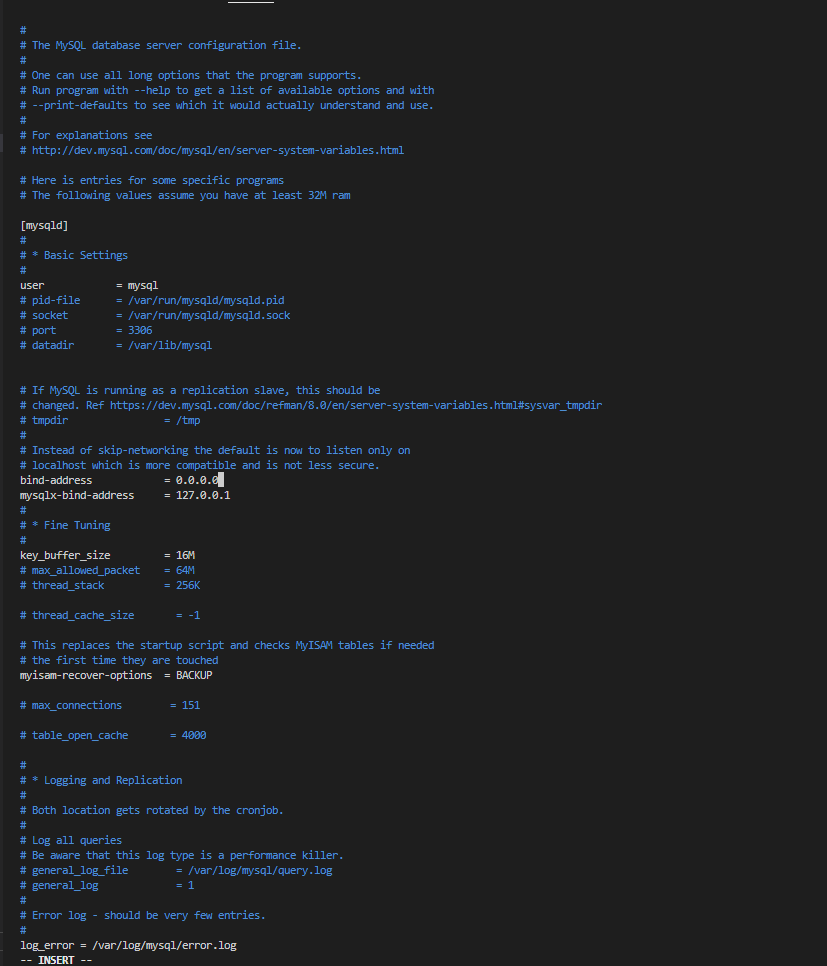 #
# The MySQL database server configuration file.
#
# One can use all long options that the program supports.
# Run program with --help to get a list of available options and with
# --print-defaults to see which it would actually understand and use.
#
# For explanations see
# http://dev.mysql.com/doc/mysql/en/server-system-variables.html
# Here is entries for some specific programs
# The following values assume you have at least 32M ram
[mysqld]
#
# * Basic Settings
#
user            = mysql
# pid-file      = /var/run/mysqld/mysqld.pid
# socket        = /var/run/mysqld/mysqld.sock
# port          = 3306
# datadir       = /var/lib/mysql
# If MySQL is running as a replication slave, this should be
# changed. Ref https://dev.mysql.com/doc/refman/8.0/en/server-system-variables.html#sysvar_tmpdir
# tmpdir                = /tmp
#
# Instead of skip-networking the default is now to listen only on
# localhost which is more compatible and is not less secure.
bind-address            = 0.0.0.0
mysqlx-bind-address     = 127.0.0.1
#
# * Fine Tuning
#
key_buffer_size         = 16M
# max_allowed_packet    = 64M
# thread_stack          = 256K
# thread_cache_size       = -1
# This replaces the startup script and checks MyISAM tables if needed
# the first time they are touched
myisam-recover-options  = BACKUP
# max_connections        = 151
# table_open_cache       = 4000
#
# * Logging and Replication
#
# Both location gets rotated by the cronjob.
#
# Log all queries
# Be aware that this log type is a performance killer.
# general_log_file        = /var/log/mysql/query.log
# general_log             = 1
#
# Error log - should be very few entries.
#
log_error = /var/log/mysql/error.log
-- INSERT --